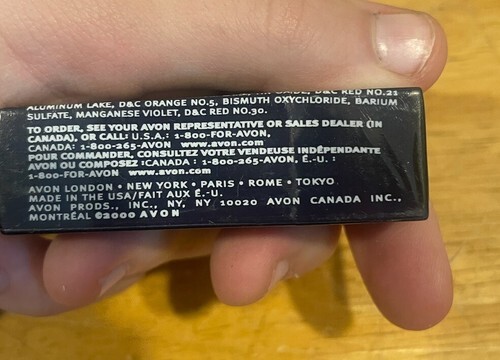 OXIDE, D&C RED NO.21
ALUMINUM LAKE, D&C ORANGE NO.5, BISMUTH OXYCHLORIDE, BARIUM
SULFATE, MANGANESE VIOLET, D&C RED NO.30.
TO ORDER, SEE YOUR AVON REPRESENTATIVE OR SALES DEALER (IN
CANADA), OR CALL: U.S.A.: 1-800-FOR-AVON,
CANADA: 1-800-265-AVON www.avon.com
POUR COMMANDER, CONSULTEZ VOTRE VENDEUSE INDÉPENDANTE
AVON OU COMPOSEZ :CANADA : 1-800-265-AVON, É.-U. :
1-800-FOR-AVON www.avon.com
AVON LONDON • NEW YORK • PARIS • ROME • TOKYO
MADE IN THE USA/FAIT AUX É.-U.
AVON PRODS., INC., NY, NY 10020 AVON CANADA INC.,
MONTRÉAL ©2000 AVON